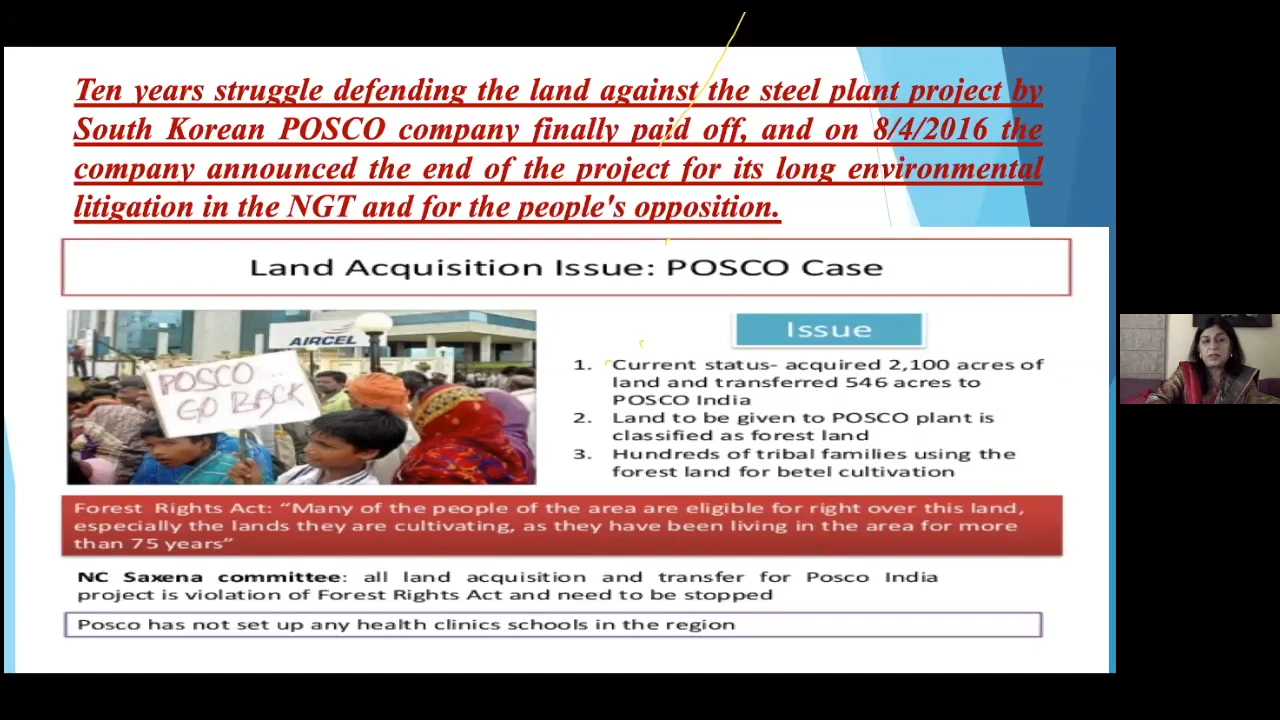 Ten years struggle defending the land against the steel plant project by
South Korean POSCO company finally paid off, and on 8/4/2016 the
company announced the end of the project for its long environmental
litigation in the NGT and for the people's opposition.
Land Acquisition Issue: POSCO Case
AIRCEL
POSCO ..
GO BACK
Issue
1. Current status- acquired 2,100 acres of
land and transferred 546 acres to
POSCO India
2. Land to be given to POSCO plant is
classified as forest land
3. Hundreds of tribal families using the
forest land for betel cultivation
Forest Rights Act: “Many of the people of the area are eligible for right over this land,
especially the lands they are cultivating, as they have been living in the area for more
than 75 years”
NC Saxena committee: all land acquisition and transfer for Posco India
project is violation of Forest Rights Act and need to be stopped
Posco has not set up any health clinics schools in the region